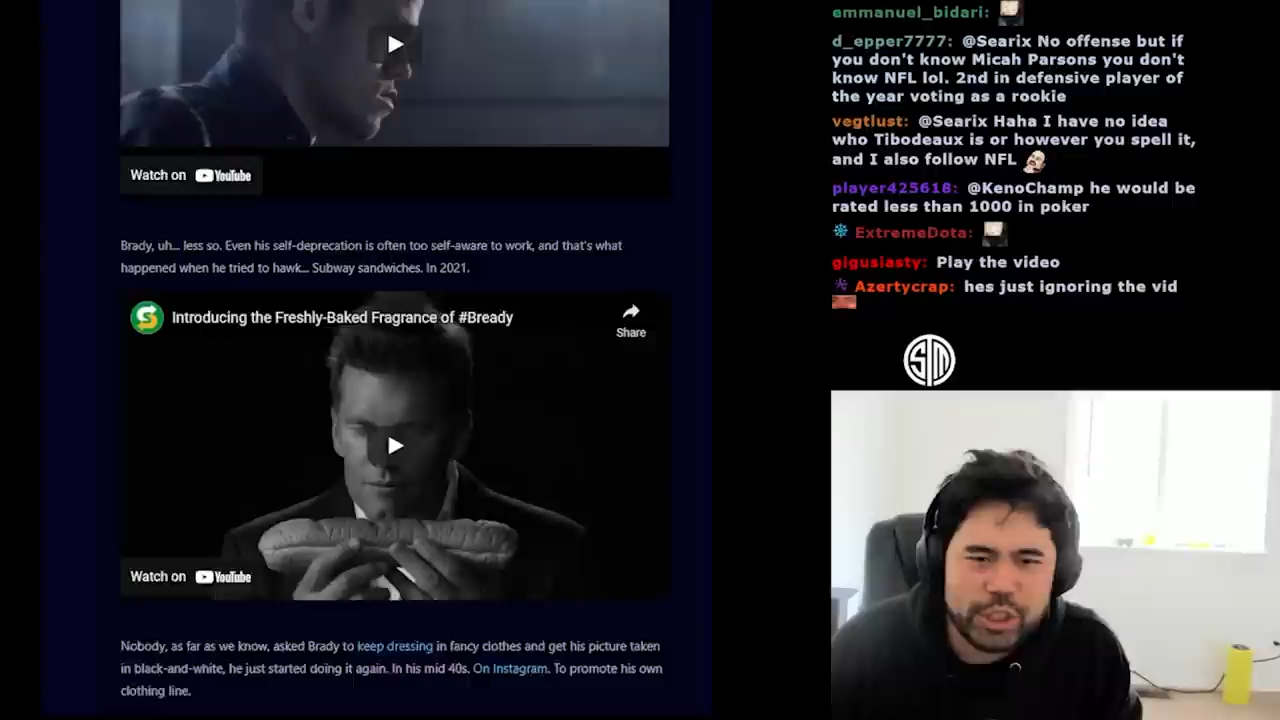 Watch on YouTube
Brady, uh... less so. Even his self-deprecation is often too self-aware to work, and that's what
happened when he tried to hawk... Subway sandwiches. In 2021.
Introducing the Freshly-Baked Fragrance of #Bready
Share
Watch on YouTube
Nobody, as far as we know, asked Brady to keep dressing in fancy clothes and get his picture taken
in black-and-white, he just started doing it again. In his mid 40s. On Instagram. To promote his own
clothing line.
emmanuel_bidari:
d_epper7777: @Searix No offense but if
you don't know Micah Parsons you don't
know NFL lol. 2nd in defensive player of
the year voting as a rookie
vegtlust: @Searix Haha I have no idea
who Tibodeaux is or however you spell it,
and I also follow NFL
player425618: @KenoChamp he would be
rated less than 1000 in poker
ExtremeDota:
gigusiasty: Play the video
Azertycrap: hes just ignoring the vid
TSM